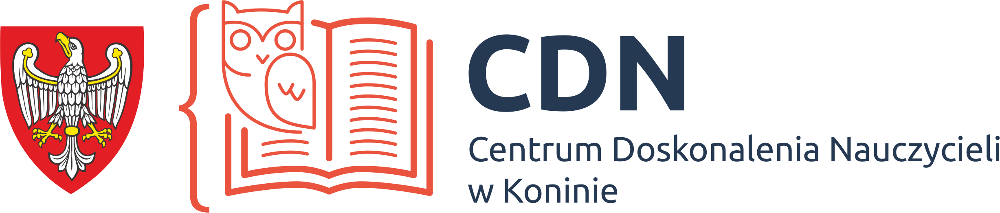 CDN
Centrum Doskonalenia Nauczycieli
w Koninie